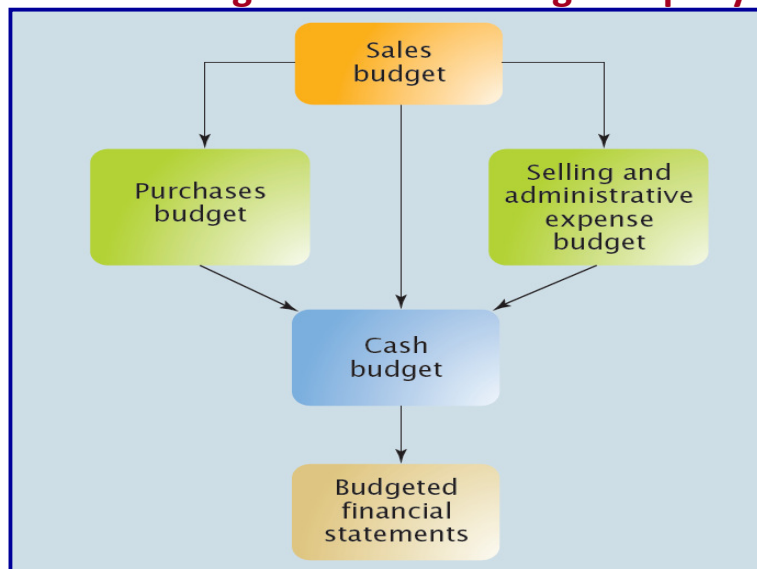 Sales
budget
Purchases
budget
Selling and
administrative
expense
budget
Cash
budget
Budgeted
financial
statements